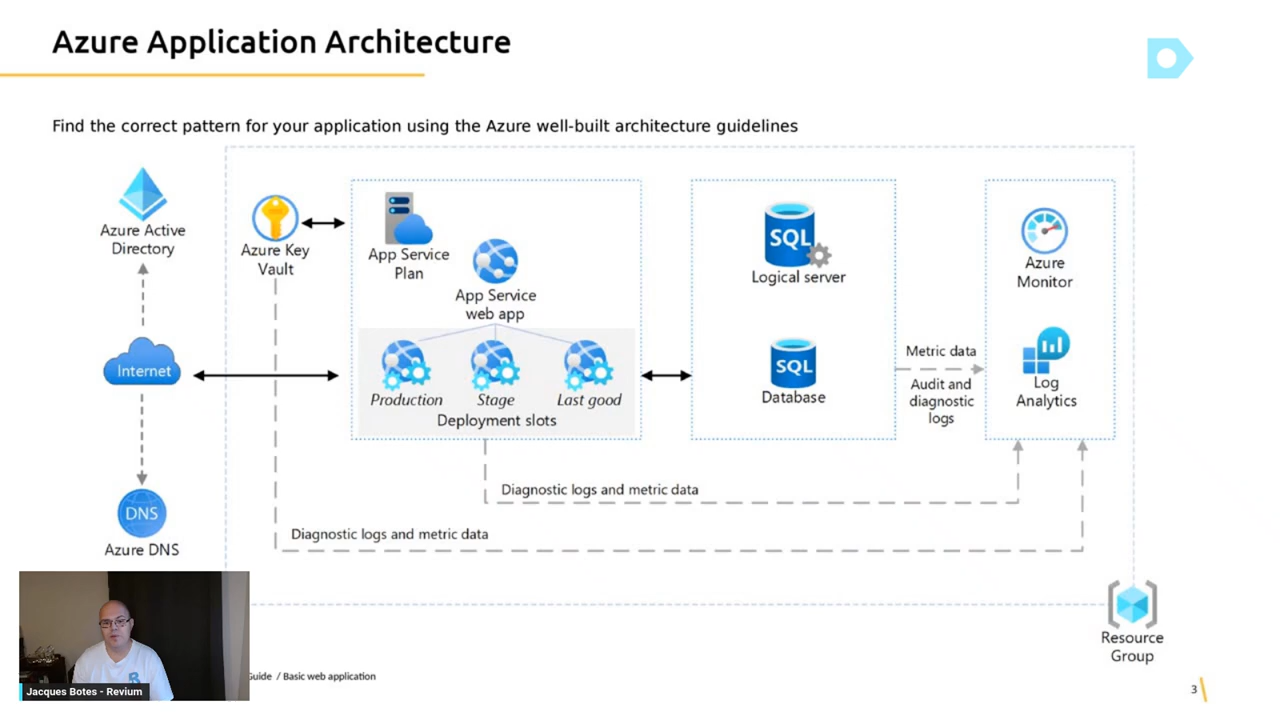 Azure Application Architecture
Find the correct pattern for your application using the Azure well-built architecture guidelines
Azure Active
Directory
Internet
DNS
Azure DNS
Azure Key
Vault
App Service
Plan
App Service
web app
Production
Stage
Last good
Deployment slots
SQL
Logical server
SQL
Database
Metric data
Audit and
diagnostic
logs
Azure
Monitor
Log
Analytics
Diagnostic logs and metric data
Diagnostic logs and metric data
Resource
Group
Jacques Botes - Revium
Guide / Basic web application
3